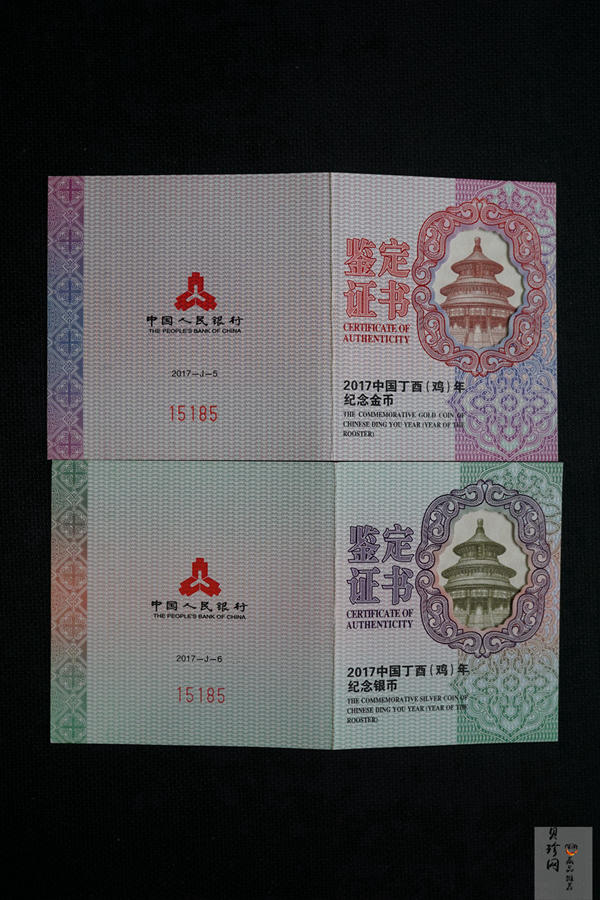 中国人民银行
THE PEOPLE'S BANK OF CHINA
2017—J—5
15185
鉴定
证书
CERTIFICATE OF
AUTHENTICITY
2017中国丁酉(鸡)年
纪念金币
THE COMMEMORATIVE GOLD COIN OF
CHINESE DING YOU YEAR (YEAR OF THE
ROOSTER)
中国人民银行
THE PEOPLE'S BANK OF CHINA
2017—J—6
15185
鉴定
证书
CERTIFICATE OF
AUTHENTICITY
2017中国丁酉(鸡)年
纪念银币
THE COMMEMORATIVE SILVER COIN OF
CHINESE DING YOU YEAR (YEAR OF THE
ROOSTER)
贝珍网